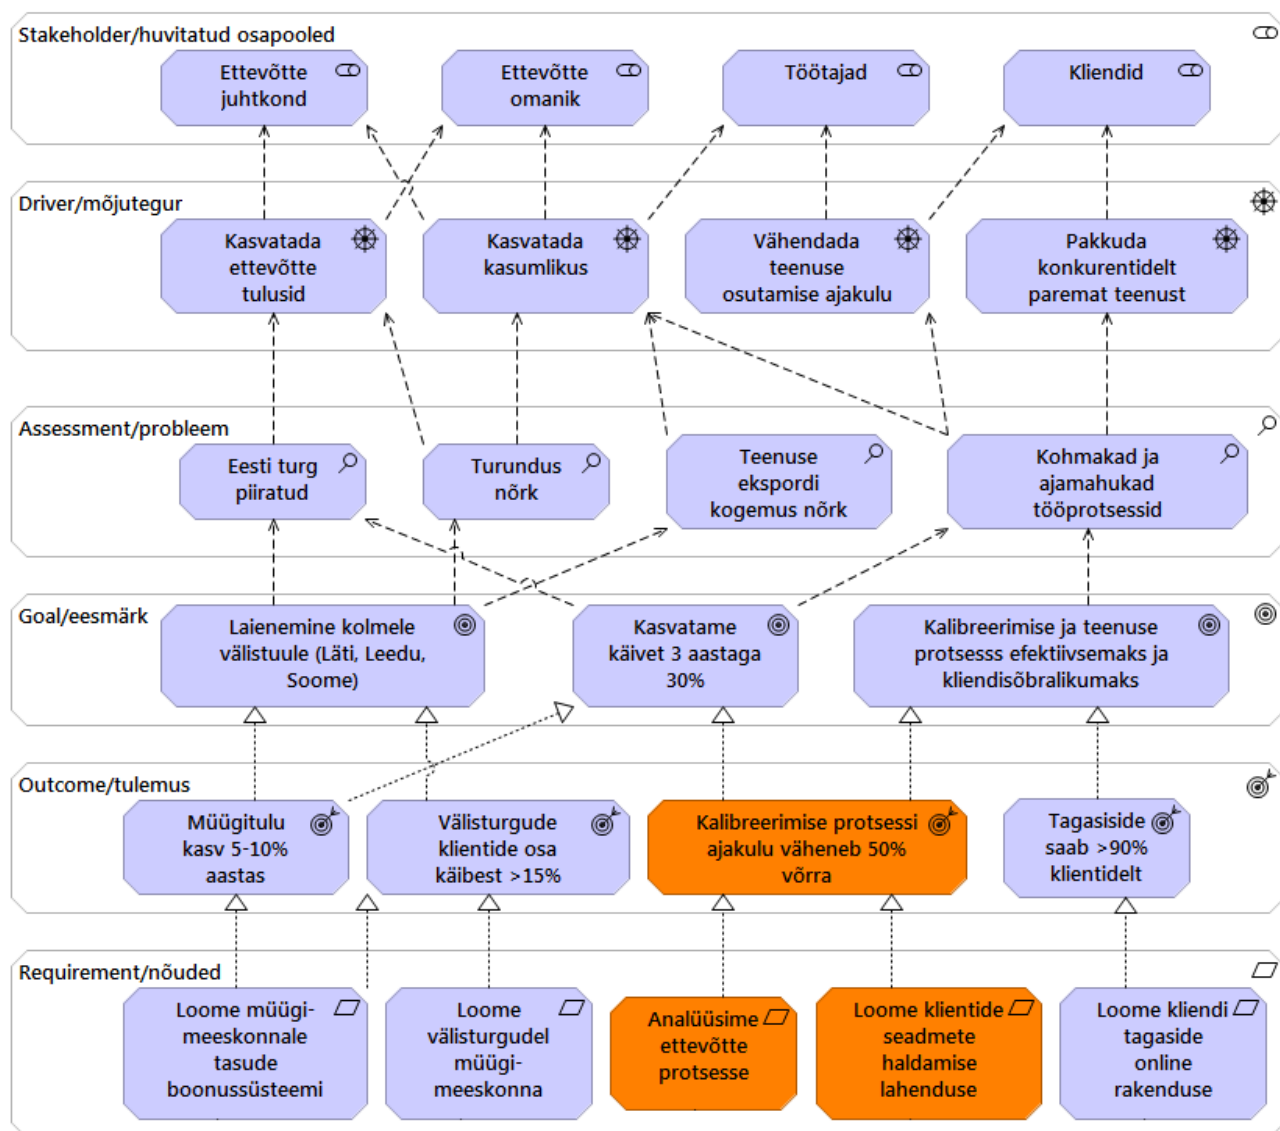 Stakeholder/huvitatud osapooled
Ettevõtte
juhtkond
Ettevõtte
omanik
Töötajad
Kliendid
Driver/mõjutegur
Kasvatada
ettevõtte
tulusid
Kasvatada
kasumlikus
Vähendada
teenuse
osutamise ajakulu
Pakkuda
konkurentidelt
paremat teenust
Assessment/probleem
Eesti turg
piiratud
Turundus
nõrk
Teenuse
ekspordi
kogemus nõrk
Kohmakad ja
ajamahukad
tööprotsessid
Goal/eesmärk
Laienemine kolmele
välistuule (Läti, Leedu,
Soome)
Kasvatame
käivet 3 aastaga
30%
Kalibreerimise ja teenuse
protsesss efektiivsemaks ja
kliendisõbralikumaks
Outcome/tulemus
Müügitulu
kasv 5-10%
aastas
Välisturgude
klientide osa
käibest >15%
Kalibreerimise protsessi
ajakulu väheneb 50%
võrra
Tagasiside
saab >90%
klientidelt
Requirement/nõuded
Loome müügi-
meeskonnale
tasude
boonussüsteemi
Loome
välisturgudel
müügi-
meeskonna
Analüüsime
ettevõtte
protsesse
Loome klientide
seadmete
haldamise
lahenduse
Loome kliendi
tagaside
online
rakenduse